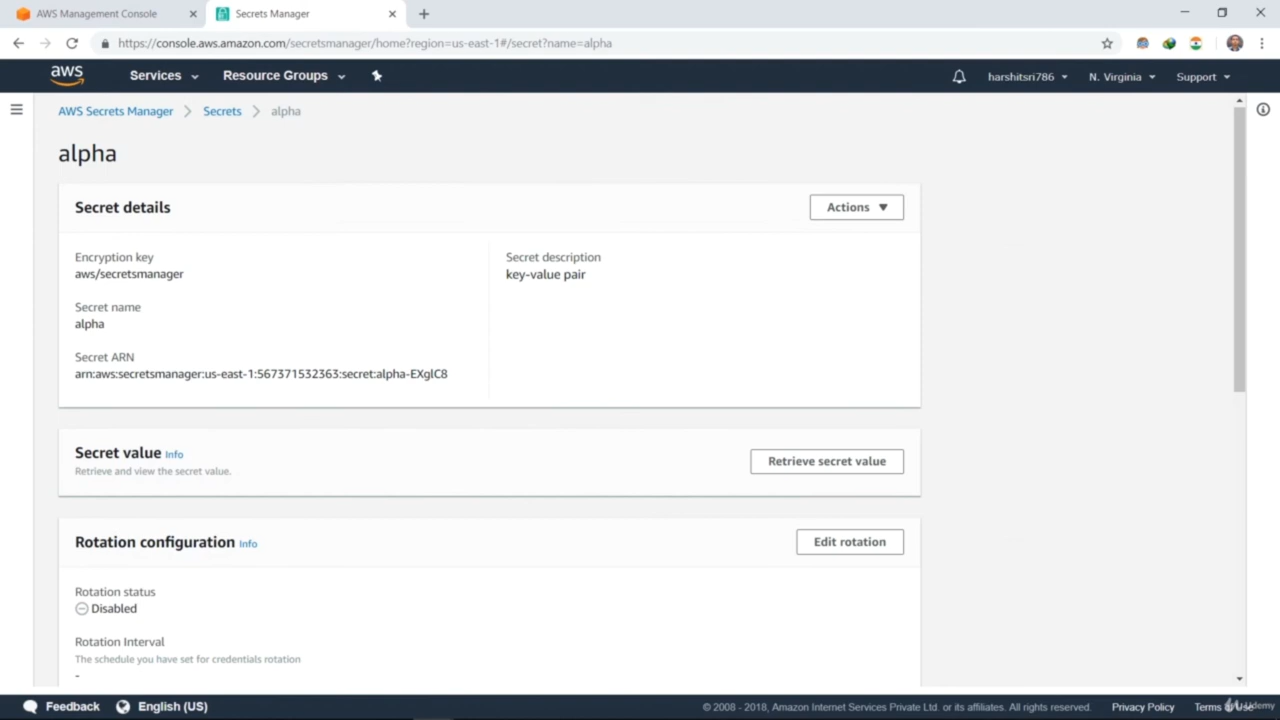 AWS Management Console
Secrets Manager
https://console.aws.amazon.com/secretsmanager/home?region=us-east-1#/secret?name=alpha
aws Services Resource Groups harshitsri786 N. Virginia Support
AWS Secrets Manager > Secrets > alpha
alpha
Secret details Actions
Encryption key
aws/secretsmanager
Secret description
key-value pair
Secret name
alpha
Secret ARN
arn:aws:secretsmanager:us-east-1:567371532363:secret:alpha-EXglC8
Secret value Info
Retrieve and view the secret value.
Retrieve secret value
Rotation configuration Info
Edit rotation
Rotation status
Disabled
Rotation Interval
The schedule you have set for credentials rotation
-
Feedback English (US) © 2008 - 2018, Amazon Internet Services Private Ltd. or its affiliates. All rights reserved. Privacy Policy Terms of Use
Udemy